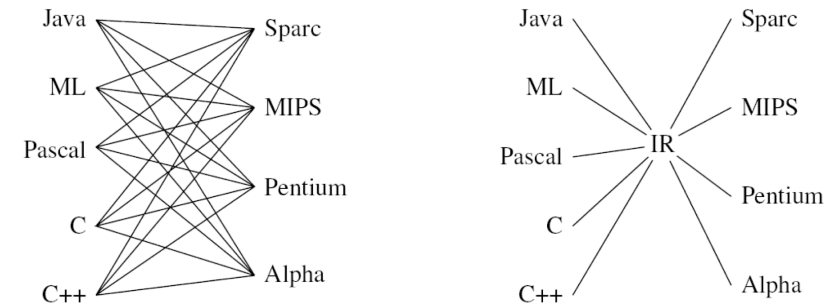 Java
Sparc
ML
MIPS
Pascal
Pentium
C
Alpha
C++
Java
Sparc
ML
MIPS
IR
Pascal
Pentium
C
Alpha
C++